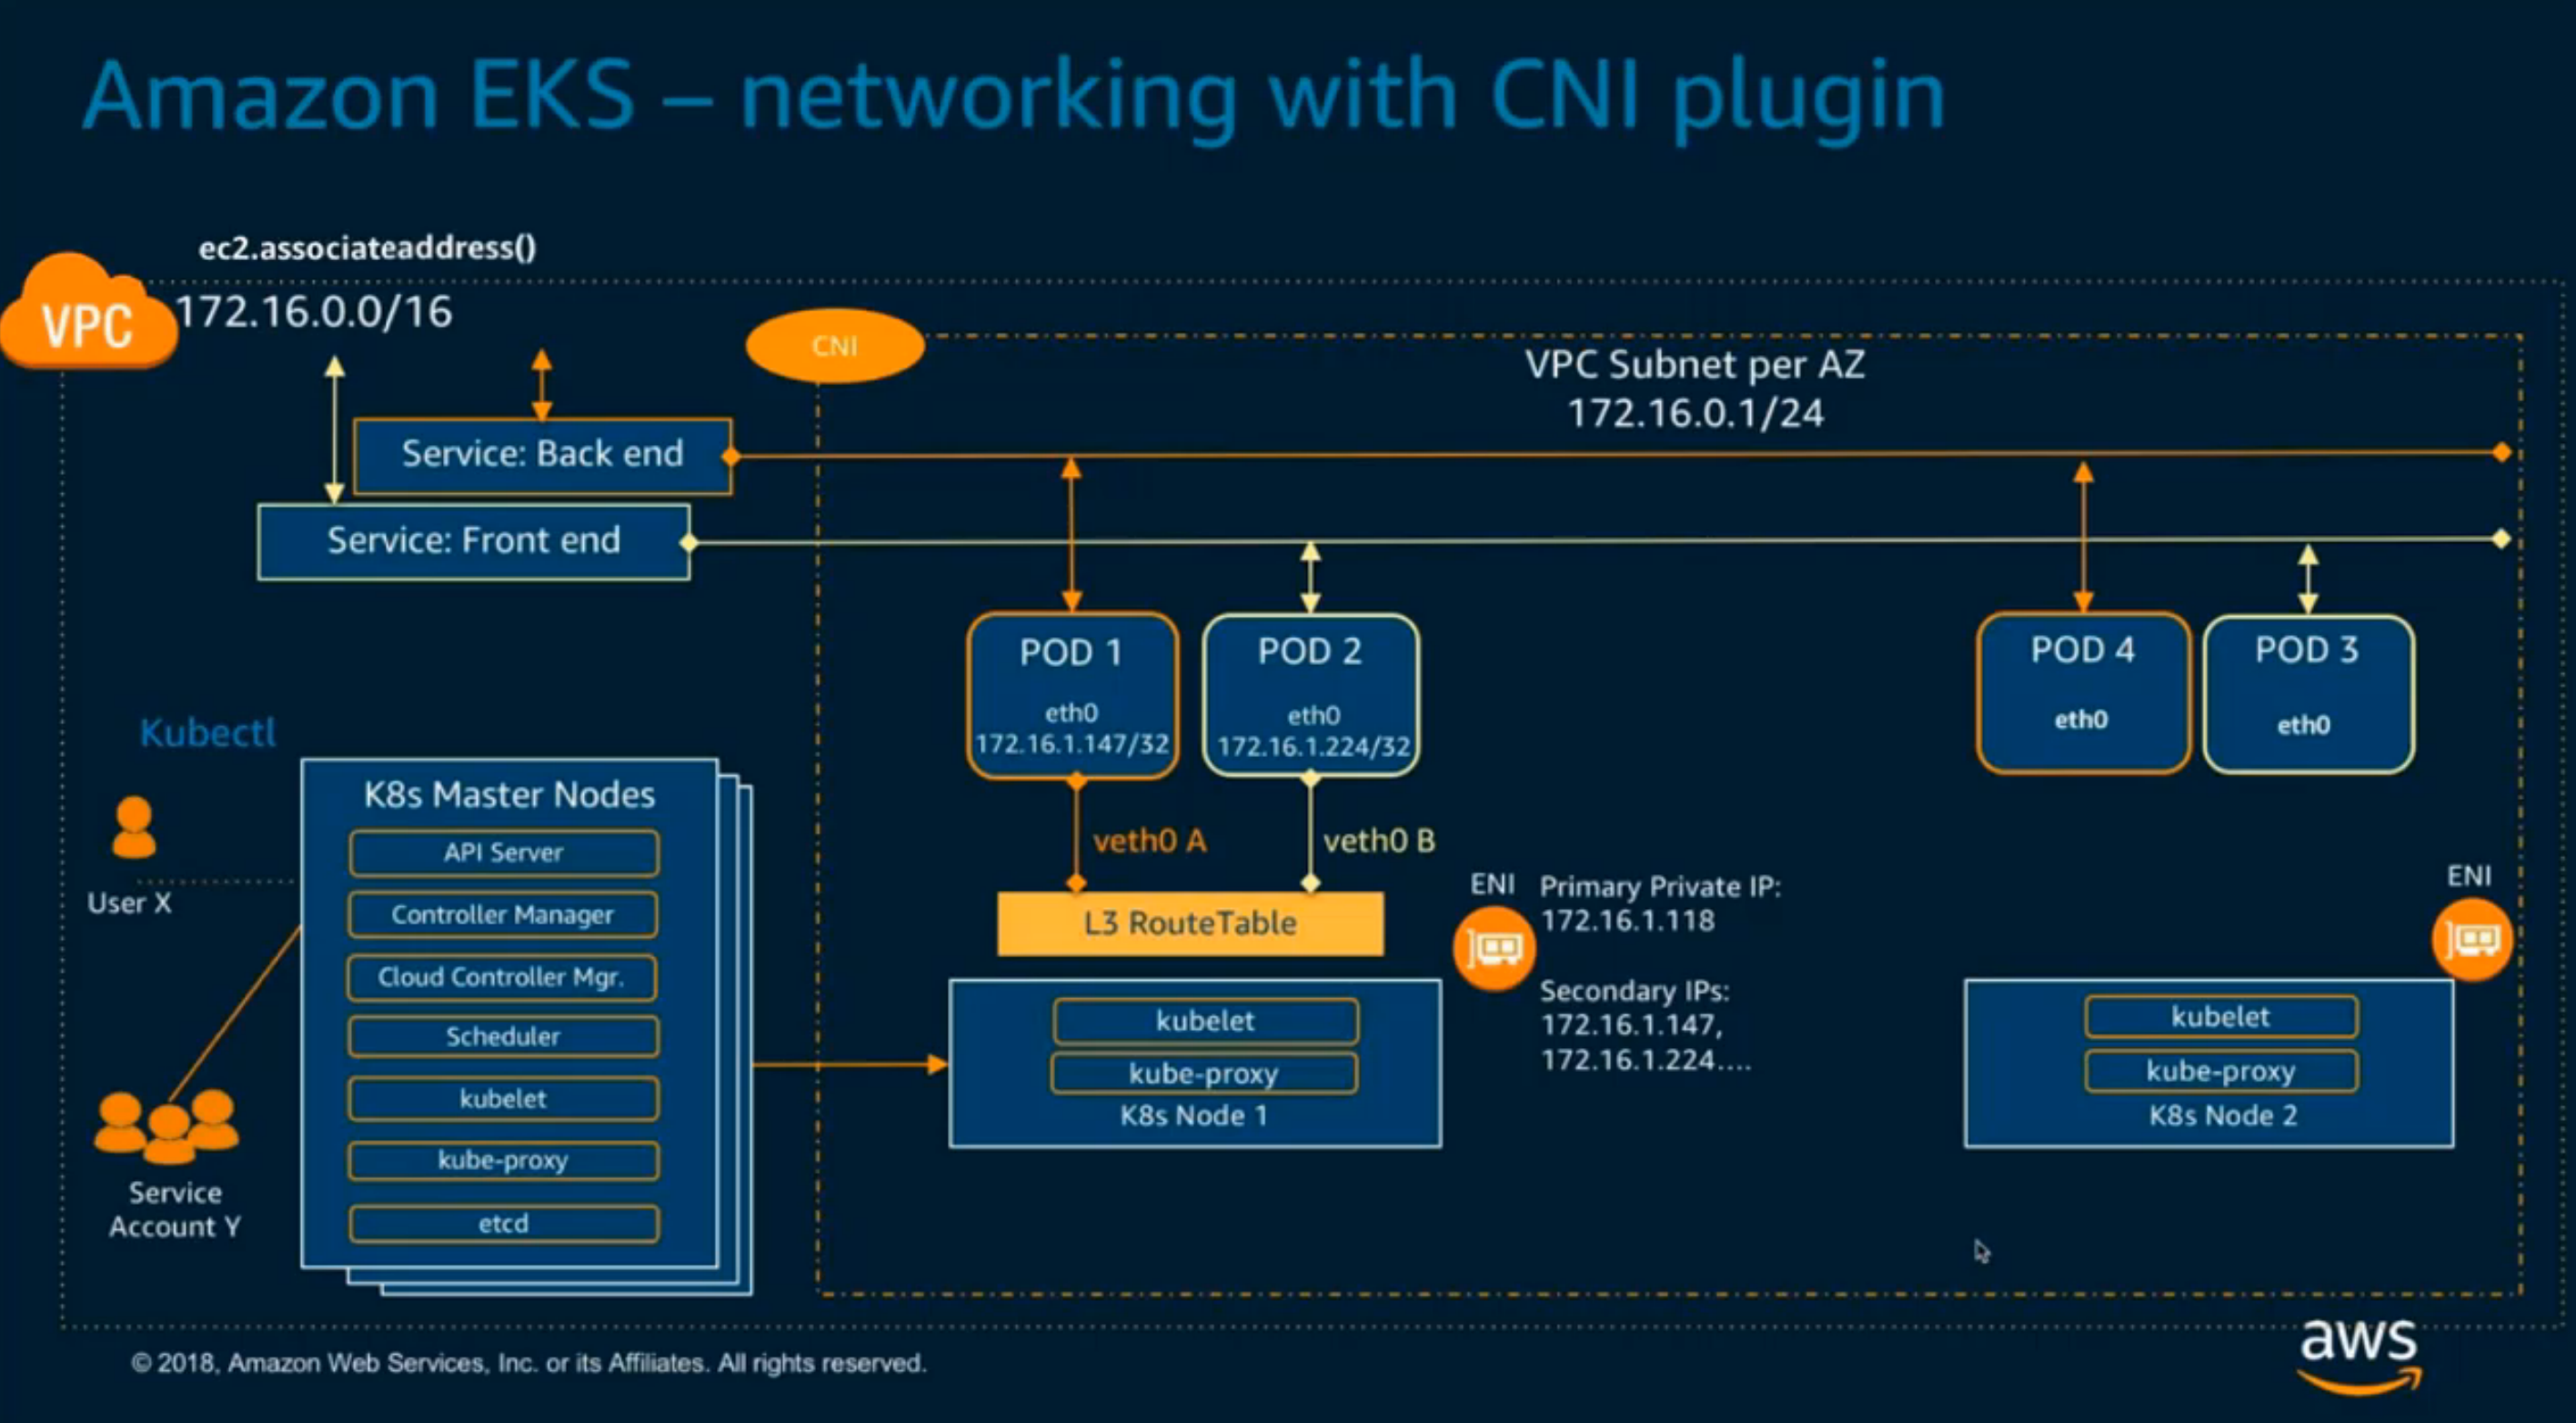 Amazon EKS – networking with CNI plugin
ec2.associateaddress()
VPC
172.16.0.0/16
CNI
VPC Subnet per AZ
172.16.0.1/24
Service: Back end
Service: Front end
POD 1
eth0
172.16.1.147/32
POD 2
eth0
172.16.1.224/32
POD 4
eth0
POD 3
eth0
Kubectl
User X
Service
Account Y
K8s Master Nodes
API Server
Controller Manager
Cloud Controller Mgr.
Scheduler
kubelet
kube-proxy
etcd
veth0 A
veth0 B
L3 RouteTable
ENI
Primary Private IP:
172.16.1.118
Secondary IPs:
172.16.1.147,
172.16.1.224....
kubelet
kube-proxy
K8s Node 1
ENI
kubelet
kube-proxy
K8s Node 2
© 2018, Amazon Web Services, Inc. or its Affiliates. All rights reserved.
aws